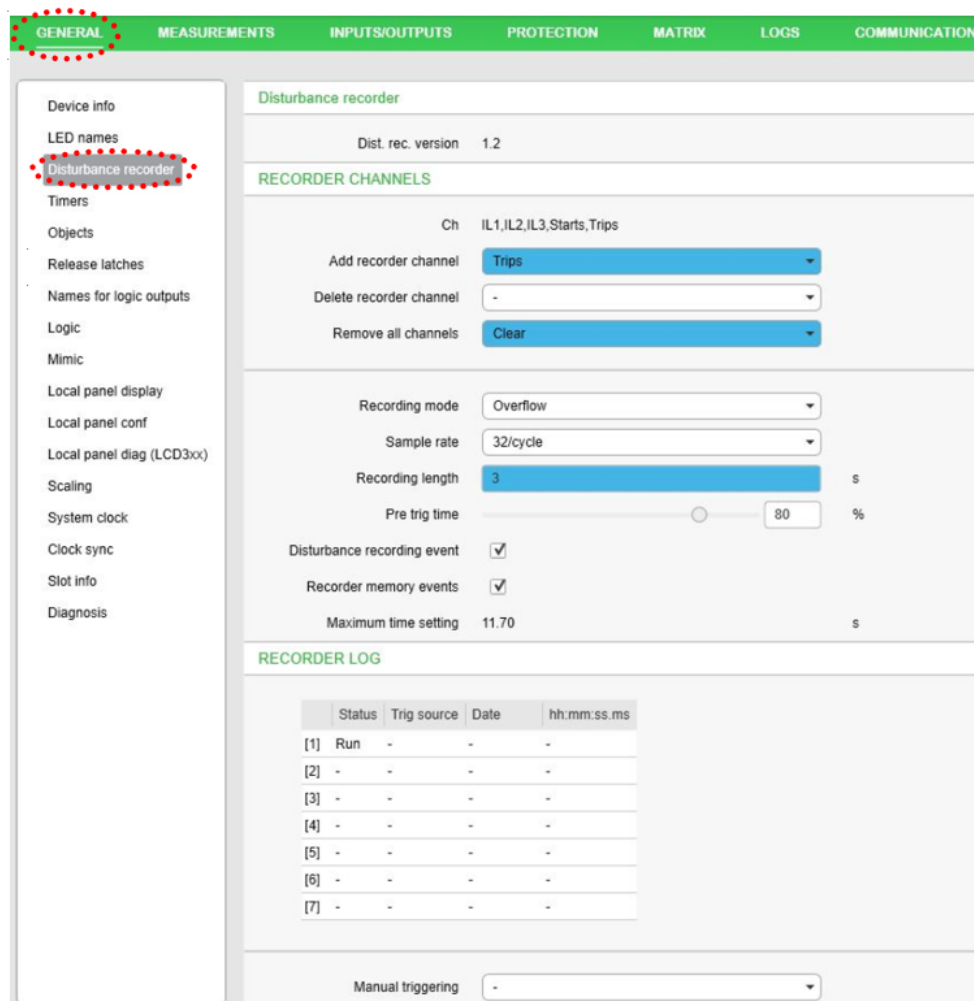 GENERAL MEASUREMENTS INPUTS/OUTPUTS PROTECTION MATRIX LOGS COMMUNICATION
Device info
LED names
Disturbance recorder
Timers
Objects
Release latches
Names for logic outputs
Logic
Mimic
Local panel display
Local panel conf
Local panel diag (LCD3xx)
Scaling
System clock
Clock sync
Slot info
Diagnosis
Disturbance recorder
Dist. rec. version 1.2
RECORDER CHANNELS
Ch IL1,IL2,IL3,Starts,Trips
Add recorder channel Trips
Delete recorder channel -
Remove all channels Clear
Recording mode Overflow
Sample rate 32/cycle
Recording length 3 s
Pre trig time 80 %
Disturbance recording event
Recorder memory events
Maximum time setting 11.70 s
RECORDER LOG
Status Trig source Date hh:mm:ss.ms
[1] Run - - -
[2] - - - -
[3] - - - -
[4] - - - -
[5] - - - -
[6] - - - -
[7] - - - -
Manual triggering -